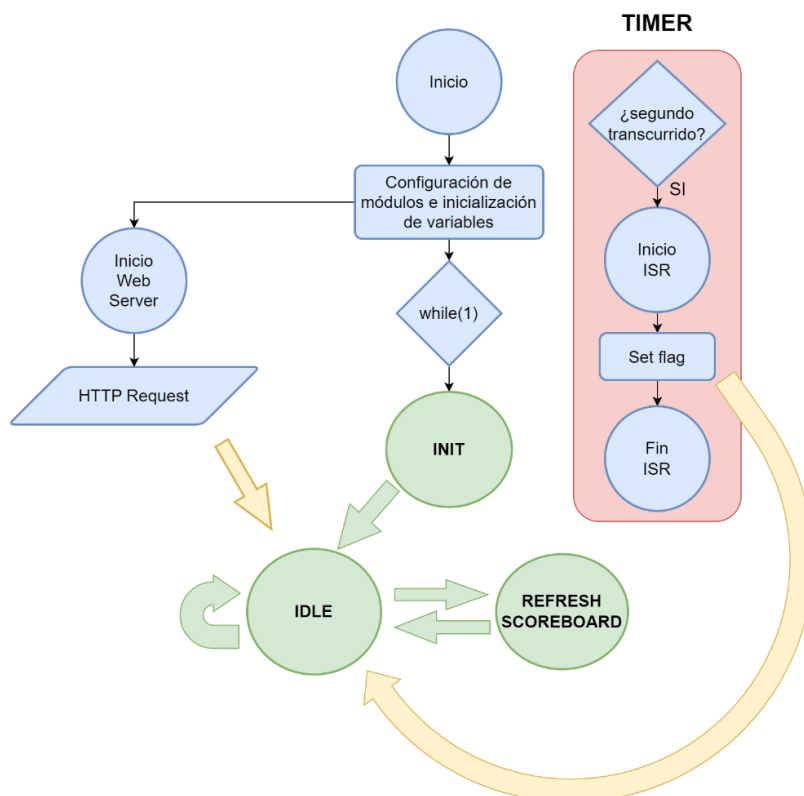 TIMER
Inicio
¿segundo
transcurrido?
SI
Configuración de
módulos e inicialización
de variables
Inicio
Web
Server
Inicio
ISR
while(1)
Set flag
HTTP Request
INIT
Fin
ISR
IDLE
REFRESH
SCOREBOARD